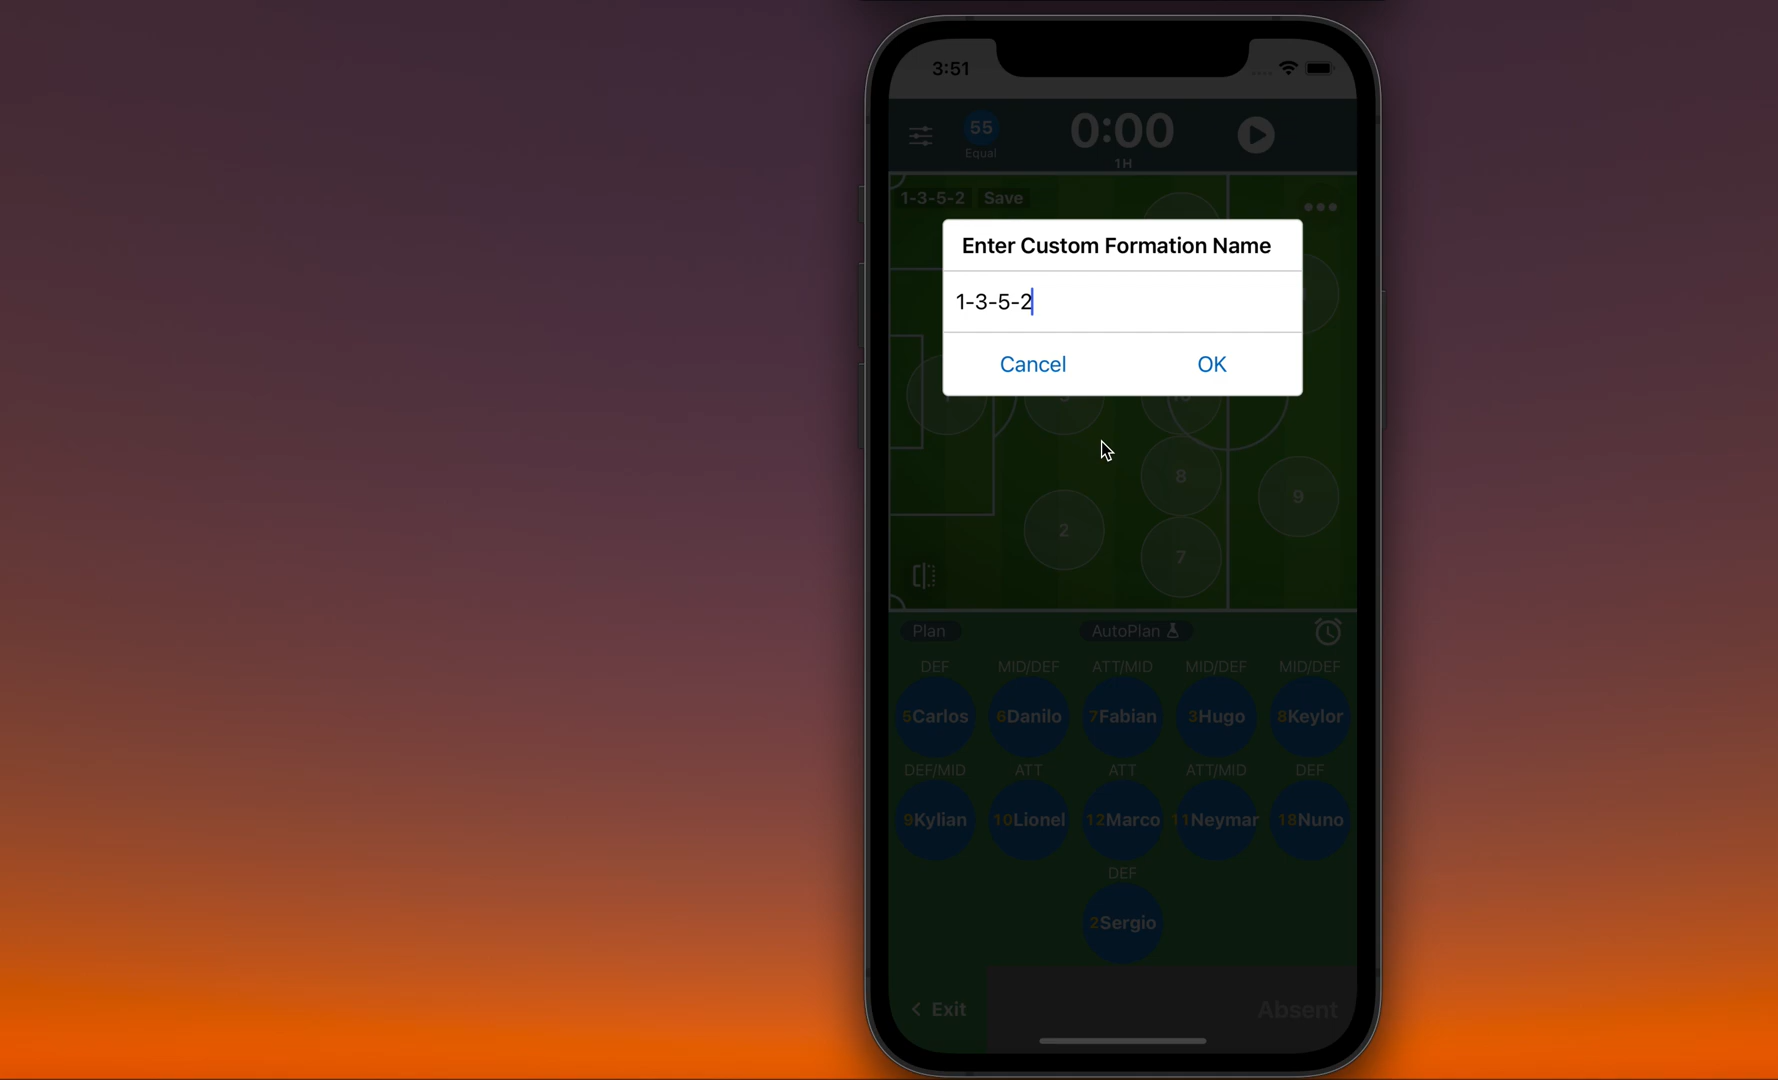 3:51
55
Equal
0:00
1H
1-3-5-2
Save
Enter Custom Formation Name
1-3-5-2
Cancel
OK
8
9
2
7
Plan
AutoPlan
DEF
MID/DEF
ATT/MID
MID/DEF
MID/DEF
5Carlos
6Danilo
7Fabian
3Hugo
8Keylor
DEF/MID
ATT
ATT
ATT/MID
DEF
9Kylian
10Lionel
12Marco
11Neymar
18Nuno
DEF
2Sergio
Exit
Absent